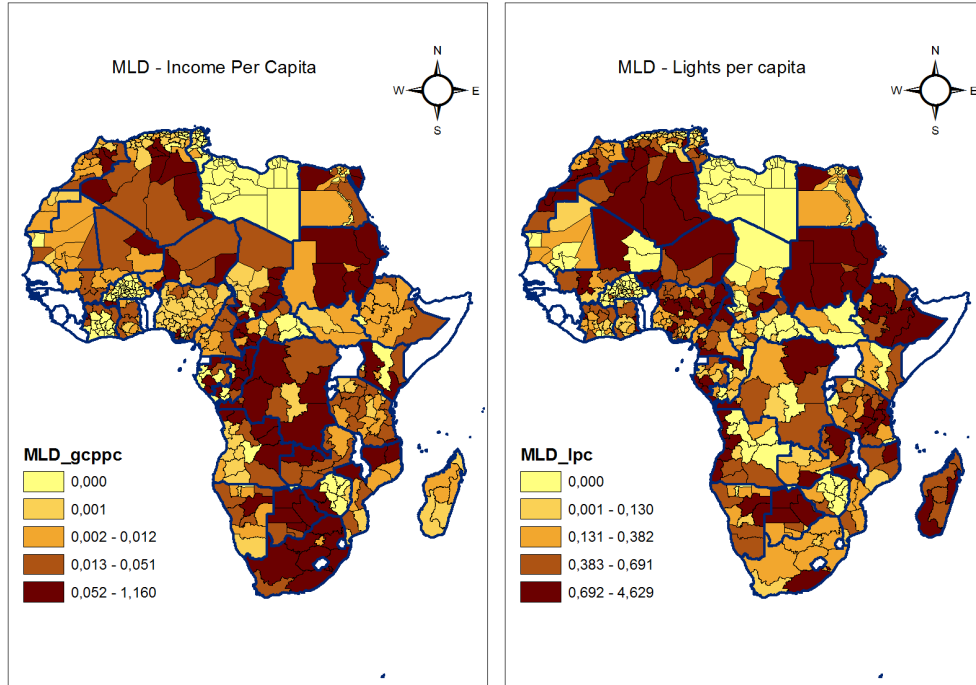 MLD - Income Per Capita
N
W
E
S
MLD_gcppc
0,000
0,001
0,002 - 0,012
0,013 - 0,051
0,052 - 1,160
MLD - Lights per capita
N
W
E
S
MLD_lpc
0,000
0,001 - 0,130
0,131 - 0,382
0,383 - 0,691
0,692 - 4,629